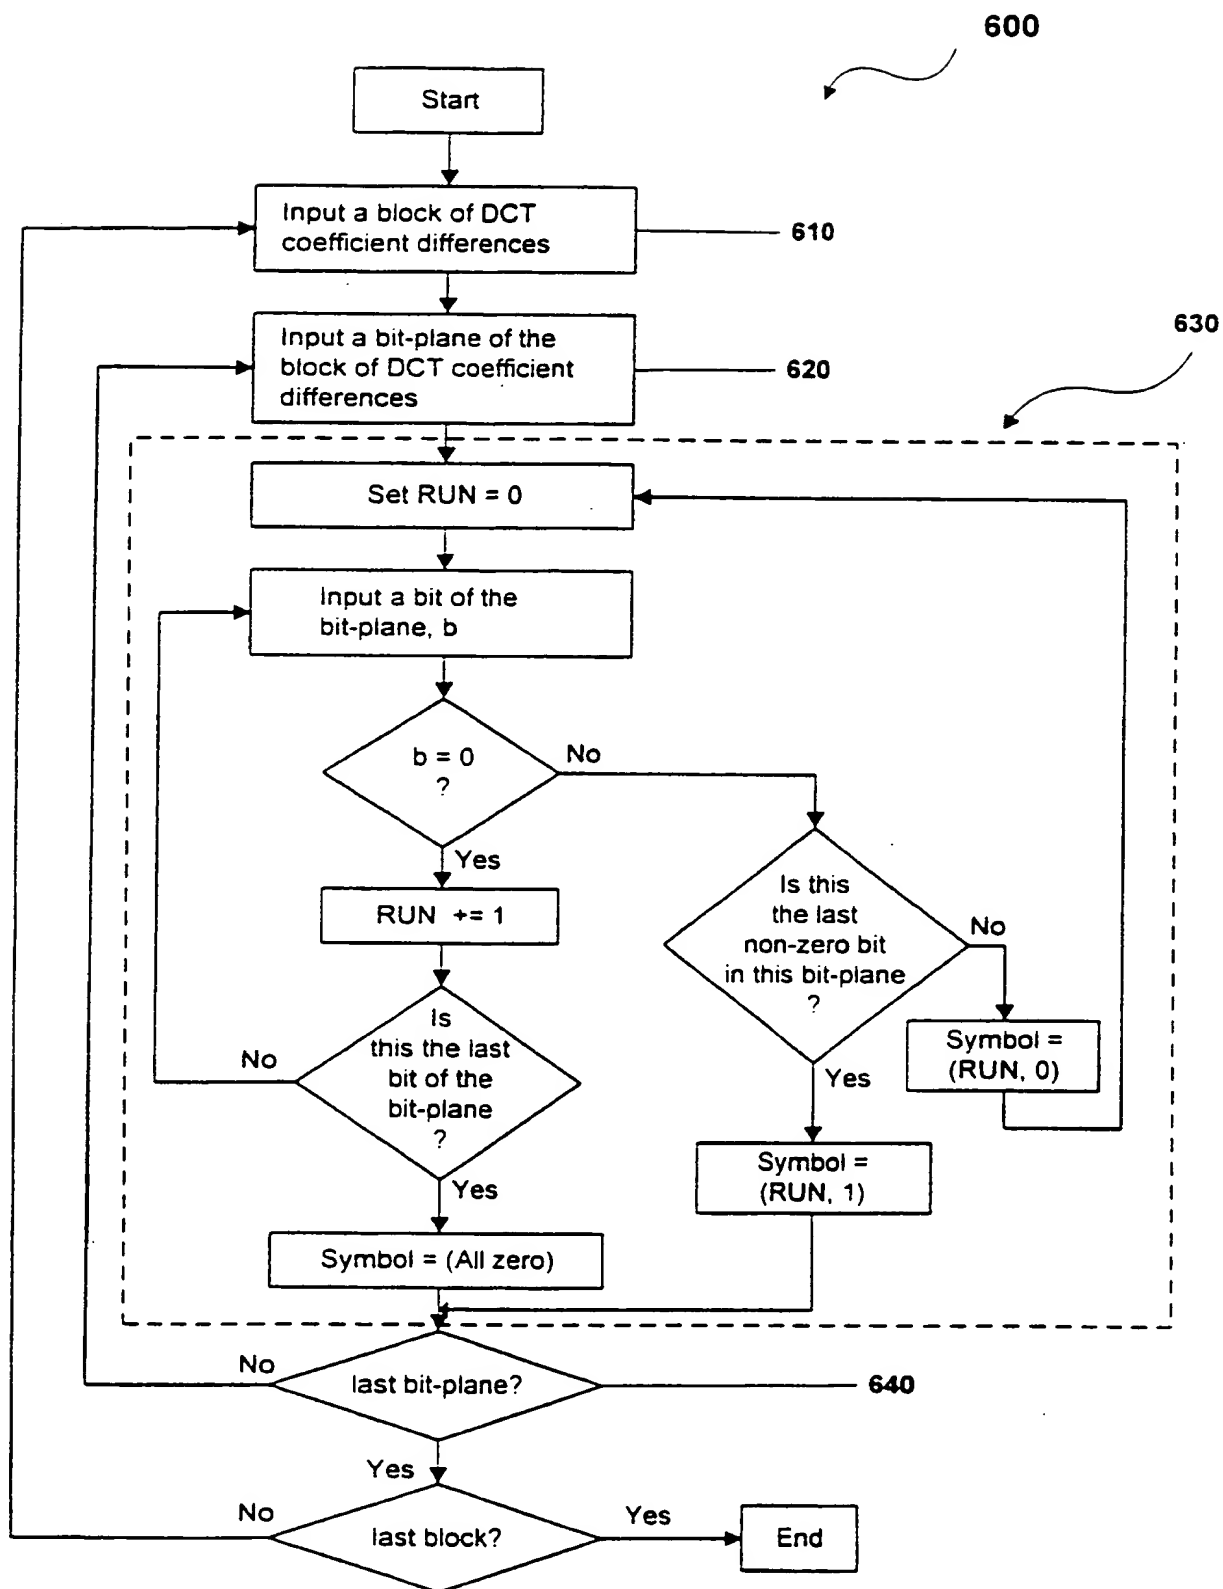 600
Start
Input a block of DCT
coefficient differences
610
Input a bit-plane of the
block of DCT coefficient
differences
620
630
Set RUN = 0
Input a bit of the
bit-plane, b
b = 0
?
No
Yes
RUN += 1
Is this
the last
non-zero bit
in this bit-plane
?
No
Is
this the last
bit of the
bit-plane
?
No
Symbol =
(RUN, 0)
Yes
Yes
Symbol =
(RUN, 1)
Symbol = (All zero)
No
last bit-plane?
640
Yes
No
last block?
Yes
End